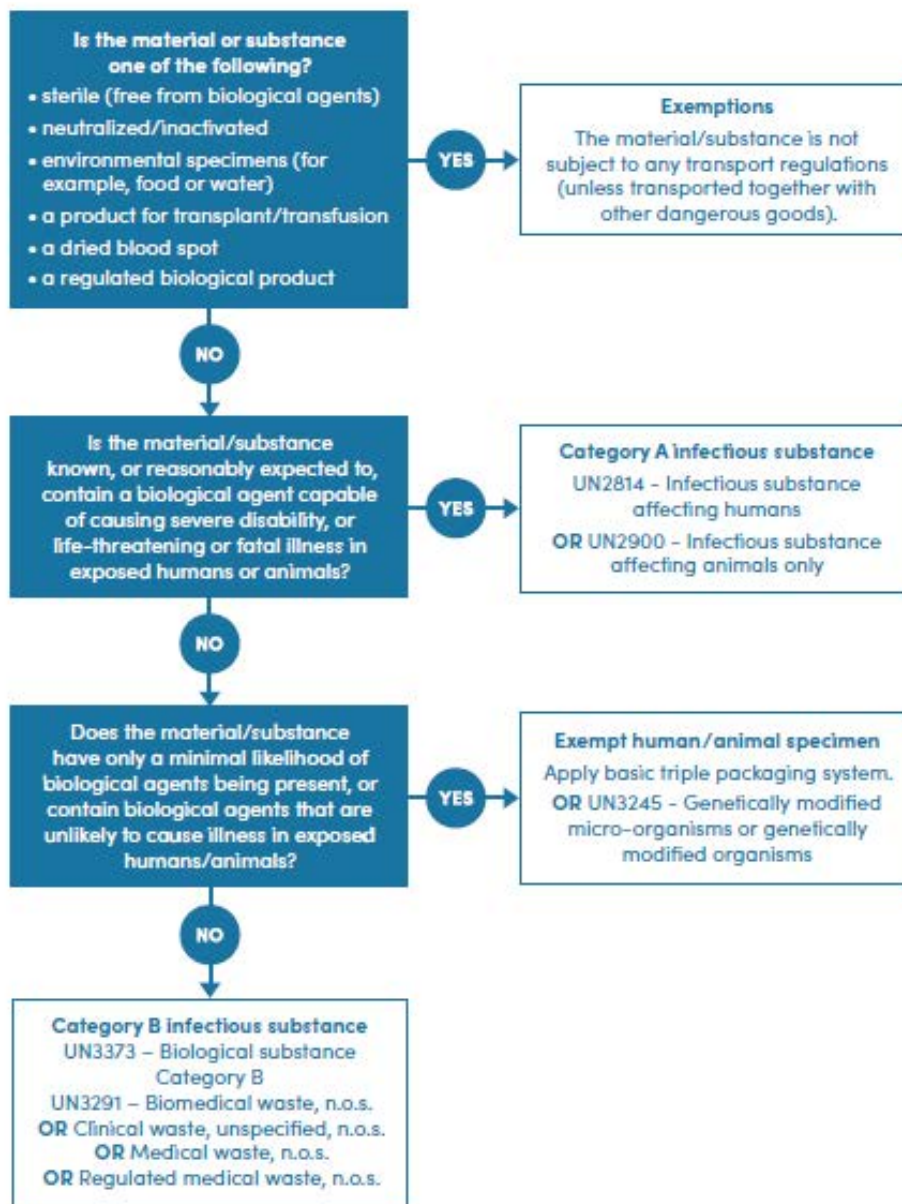 Is the material or substance
one of the following?
• sterile (free from biological agents)
• neutralized/inactivated
• environmental specimens (for
example, food or water)
• a product for transplant/transfusion
• a dried blood spot
• a regulated biological product
YES
Exemptions
The material/substance is not
subject to any transport regulations
(unless transported together with
other dangerous goods).
NO
Is the material/substance
known, or reasonably expected to,
contain a biological agent capable
of causing severe disability, or
life-threatening or fatal illness in
exposed humans or animals?
YES
Category A infectious substance
UN2814 - Infectious substance
affecting humans
OR UN2900 - Infectious substance
affecting animals only
NO
Does the material/substance
have only a minimal likelihood of
biological agents being present, or
contain biological agents that are
unlikely to cause illness in exposed
humans/animals?
YES
Exempt human/animal specimen
Apply basic triple packaging system.
OR UN3245 - Genetically modified
micro-organisms or genetically
modified organisms
NO
Category B infectious substance
UN3373 – Biological substance
Category B
UN3291 – Biomedical waste, n.o.s.
OR Clinical waste, unspecified, n.o.s.
OR Medical waste, n.o.s.
OR Regulated medical waste, n.o.s.